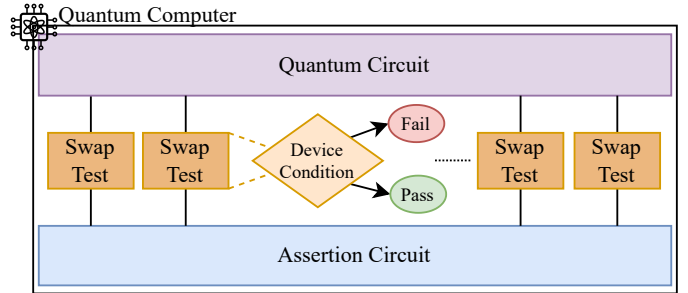 Quantum Computer
Quantum Circuit
Swap
Test
Swap
Test
Device
Condition
Fail
Pass
Swap
Test
Swap
Test
Assertion Circuit